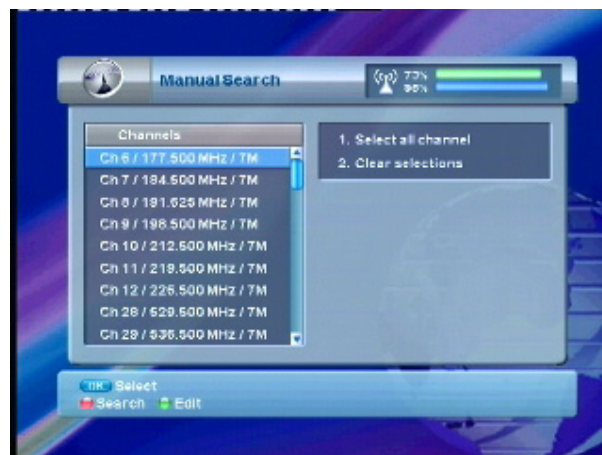 Manual Search
73%
98%
Channels
Ch 6 / 177.500 MHz / 7M
Ch 7 / 184.500 MHz / 7M
Ch 8 / 191.625 MHz / 7M
Ch 9 / 198.500 MHz / 7M
Ch 10 / 212.500 MHz / 7M
Ch 11 / 219.500 MHz / 7M
Ch 12 / 226.500 MHz / 7M
Ch 28 / 529.500 MHz / 7M
Ch 29 / 536.500 MHz / 7M
1. Select all channel
2. Clear selections
OK Select
Search Edit